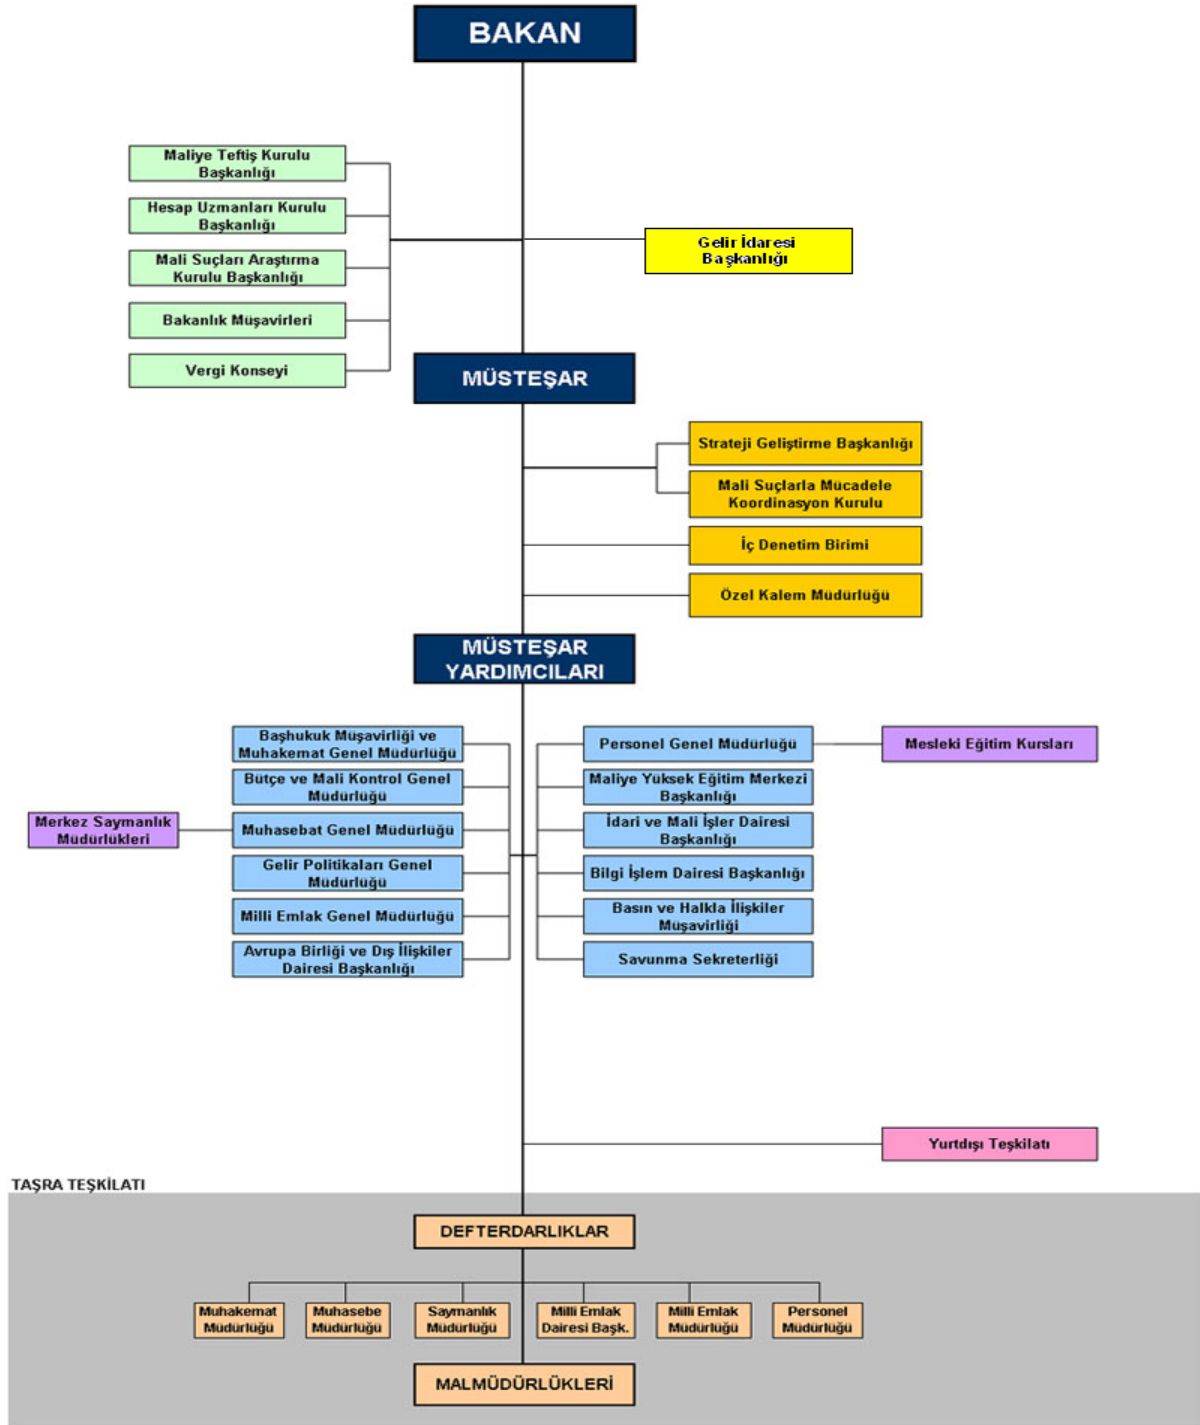 BAKAN
Maliye Teftiş Kurulu
Başkanlığı
Hesap Uzmanları Kurulu
Başkanlığı
Mali Suçları Araştırma
Kurulu Başkanlığı
Bakanlık Müşavirleri
Vergi Konseyi
Gelir İdaresi
Başkanlığı
MÜSTEŞAR
Strateji Geliştirme Başkanlığı
Mali Suçlarla Mücadele
Koordinasyon Kurulu
İç Denetim Birimi
Özel Kalem Müdürlüğü
MÜSTEŞAR
YARDIMCILARI
Başhukuk Müşavirliği ve
Muhakemat Genel Müdürlüğü
Bütçe ve Mali Kontrol Genel
Müdürlüğü
Merkez Saymanlık
Müdürlükleri
Muhasebat Genel Müdürlüğü
Gelir Politikaları Genel
Müdürlüğü
Milli Emlak Genel Müdürlüğü
Avrupa Birliği ve Dış İlişkiler
Dairesi Başkanlığı
Personel Genel Müdürlüğü
Mesleki Eğitim Kursları
Maliye Yüksek Eğitim Merkezi
Başkanlığı
İdari ve Mali İşler Dairesi
Başkanlığı
Bilgi İşlem Dairesi Başkanlığı
Basın ve Halkla İlişkiler
Müşavirliği
Savunma Sekreterliği
Yurtdışı Teşkilatı
TAŞRA TEŞKİLATI
DEFTERDARLIKLAR
Muhakemat
Müdürlüğü
Muhasebe
Müdürlüğü
Saymanlık
Müdürlüğü
Milli Emlak
Dairesi Başk.
Milli Emlak
Müdürlüğü
Personel
Müdürlüğü
MALMÜDÜRLÜKLERİ